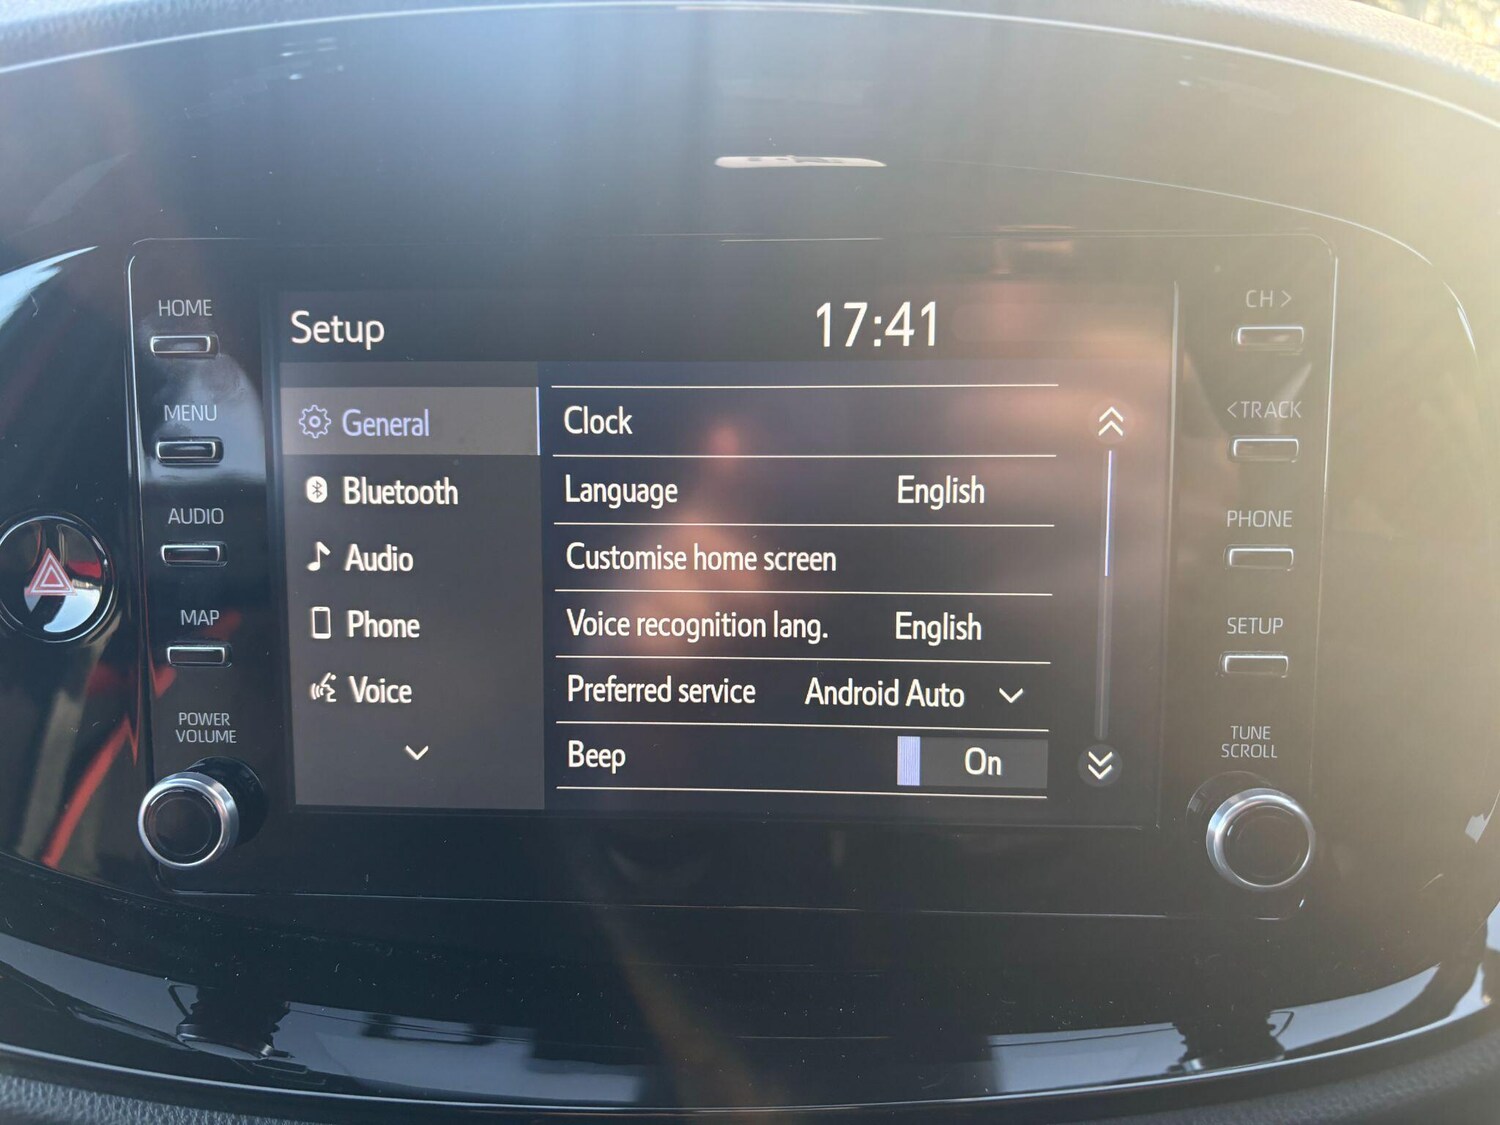 HOME
MENU
AUDIO
MAP
POWER
VOLUME
Setup
17:41
General
Bluetooth
Audio
Phone
Voice
Clock
Language English
Customise home screen
Voice recognition lang. English
Preferred service Android Auto
Beep On
CH >
< TRACK
PHONE
SETUP
TUNE
SCROLL